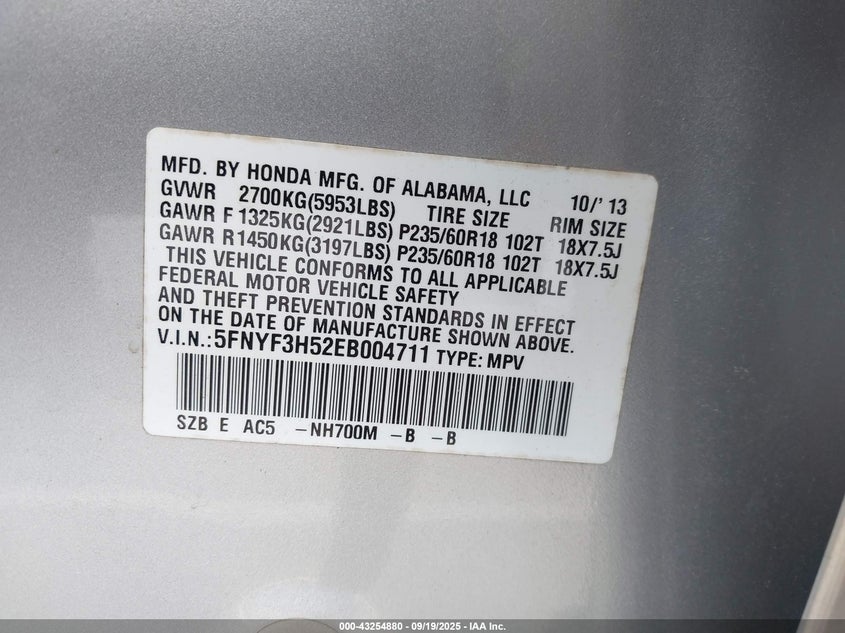 MFD. BY HONDA MFG. OF ALABAMA, LLC 10/'13
GVWR 2700KG(5953LBS) TIRE SIZE RIM SIZE
GAWR F 1325KG(2921LBS) P235/60R18 102T 18X7.5J
GAWR R1450KG(3197LBS) P235/60R18 102T 18X7.5J
THIS VEHICLE CONFORMS TO ALL APPLICABLE
FEDERAL MOTOR VEHICLE SAFETY
AND THEFT PREVENTION STANDARDS IN EFFECT
ON THE DATE OF MANUFACTURE SHOWN ABOVE.
V.I.N.:5FNYF3H52EB004711 TYPE: MPV
SZB E AC5 -NH700M -B -B
000-43254880 - 09/19/2025 - IAA Inc.